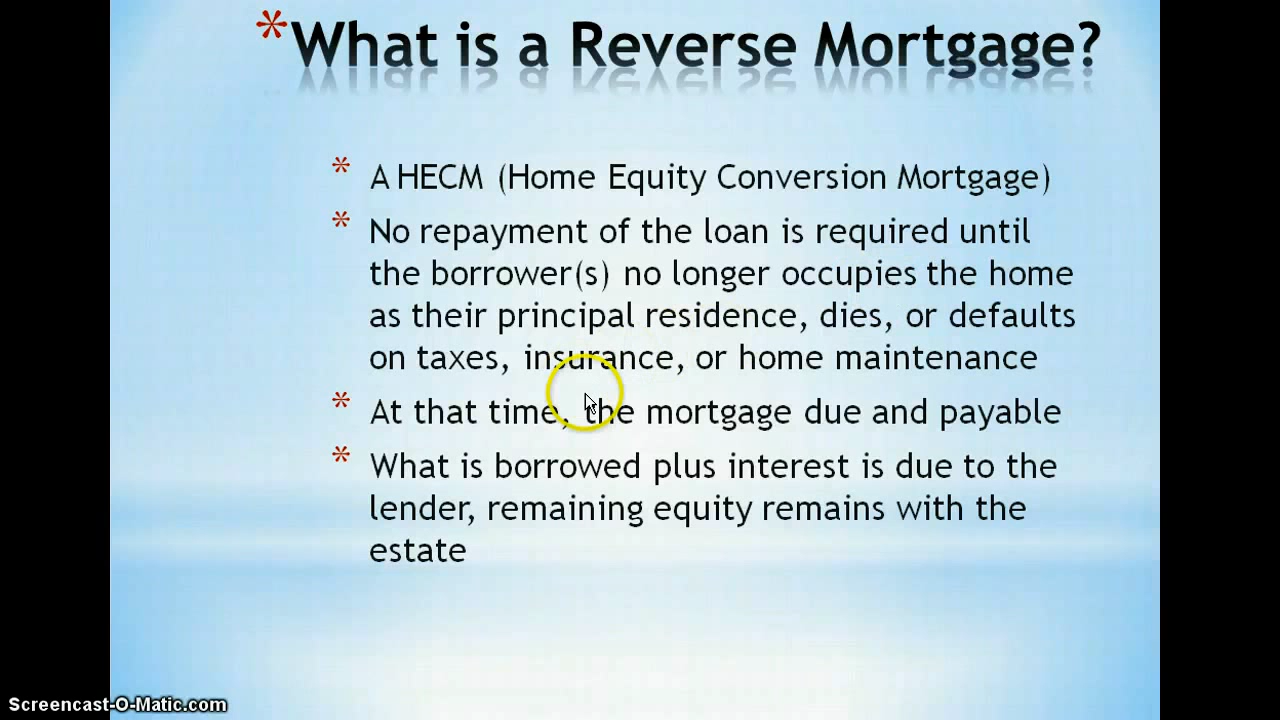 *What is a Reverse Mortgage?
* A HECM (Home Equity Conversion Mortgage)
* No repayment of the loan is required until
the borrower(s) no longer occupies the home
as their principal residence, dies, or defaults
on taxes, insurance, or home maintenance
* At that time, the mortgage due and payable
* What is borrowed plus interest is due to the
lender, remaining equity remains with the
estate
Screencast-O-Matic.com